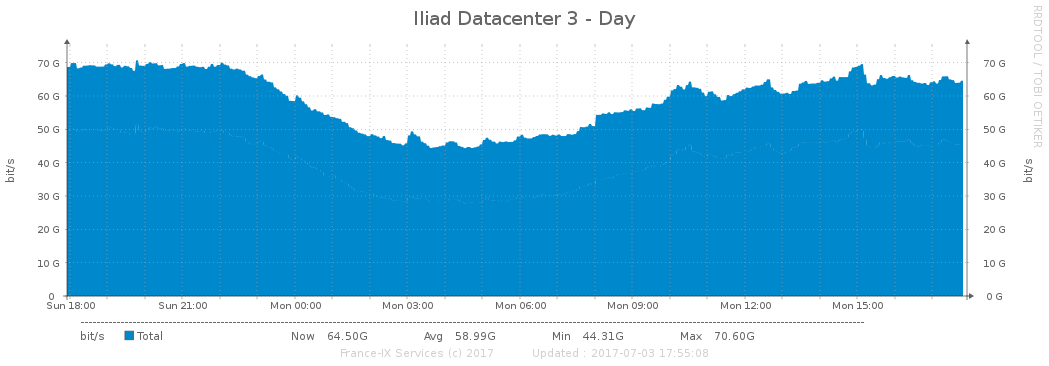 Iliad Datacenter 3 - Day
RRDTOOL / TOBI OETIKER
bit/s
70 G
60 G
50 G
40 G
30 G
20 G
10 G
0
70 G
60 G
50 G
40 G
30 G
20 G
10 G
0 G
bit/s
Sun 18:00 Sun 21:00 Mon 00:00 Mon 03:00 Mon 06:00 Mon 09:00 Mon 12:00 Mon 15:00
bit/s Total Now 64.50G Avg 58.99G Min 44.31G Max 70.60G
France-IX Services (c) 2017 Updated : 2017-07-03 17:55:08